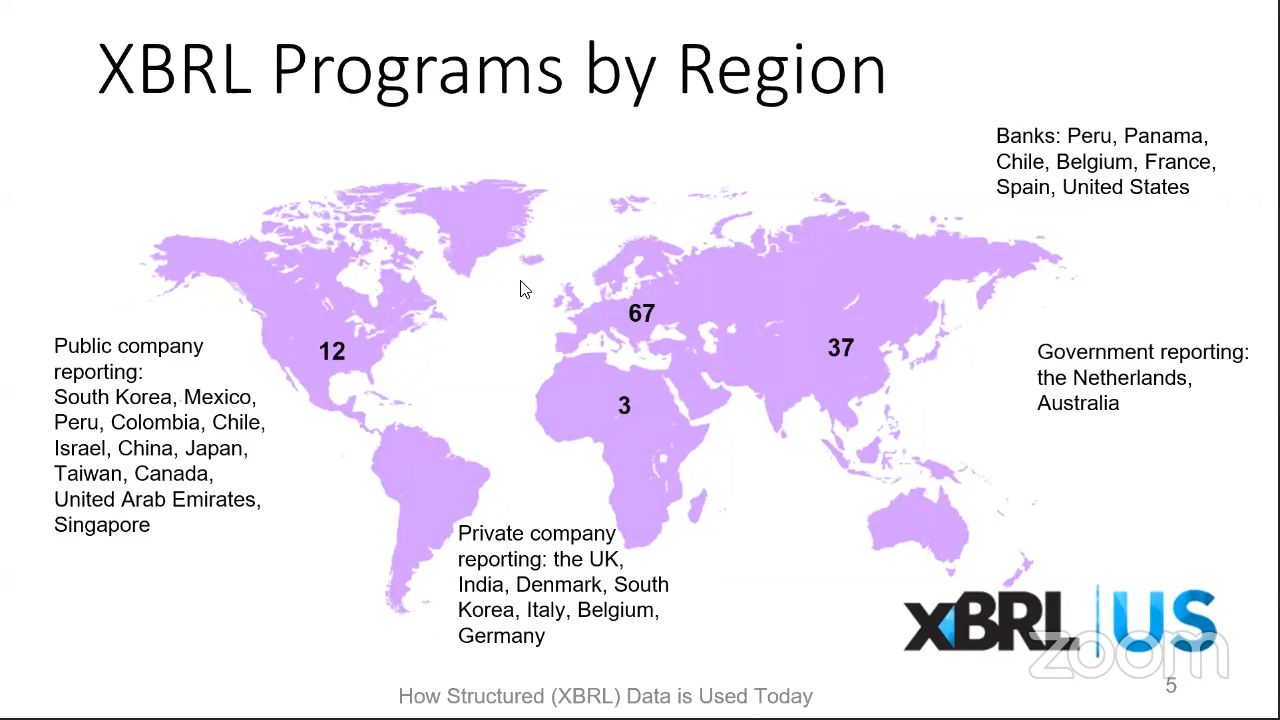 XBRL Programs by Region
Banks: Peru, Panama,
Chile, Belgium, France,
Spain, United States
67
12
37
3
Public company
reporting:
South Korea, Mexico,
Peru, Colombia, Chile,
Israel, China, Japan,
Taiwan, Canada,
United Arab Emirates,
Singapore
Government reporting:
the Netherlands,
Australia
Private company
reporting: the UK,
India, Denmark, South
Korea, Italy, Belgium,
Germany
XBRL|US
zoom
How Structured (XBRL) Data is Used Today
5